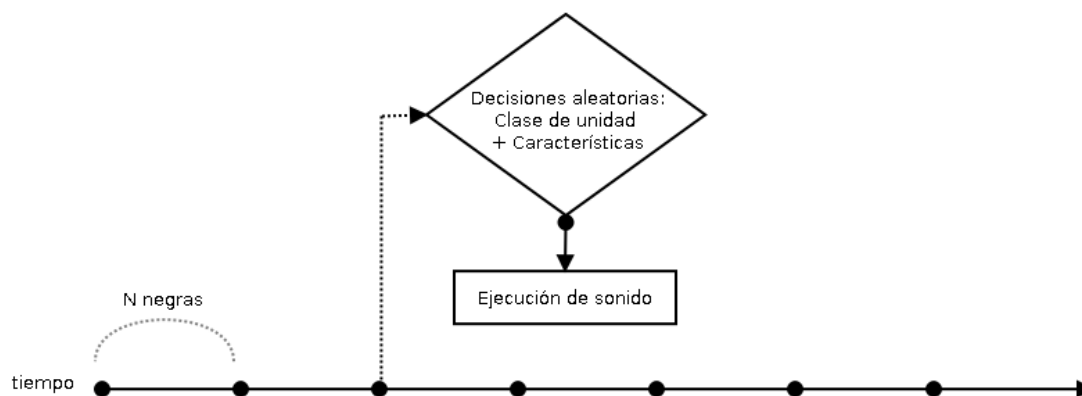 Decisiones aleatorias:
Clase de unidad
+ Características
Ejecución de sonido
N negras
tiempo